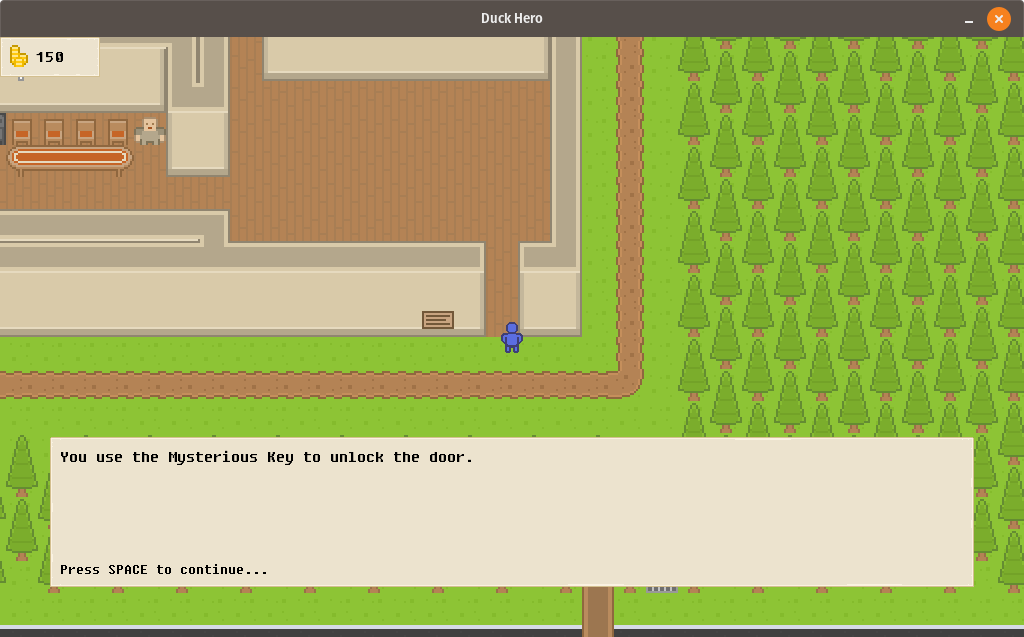 Duck Hero
150
You use the Mysterious Key to unlock the door.
Press SPACE to continue...